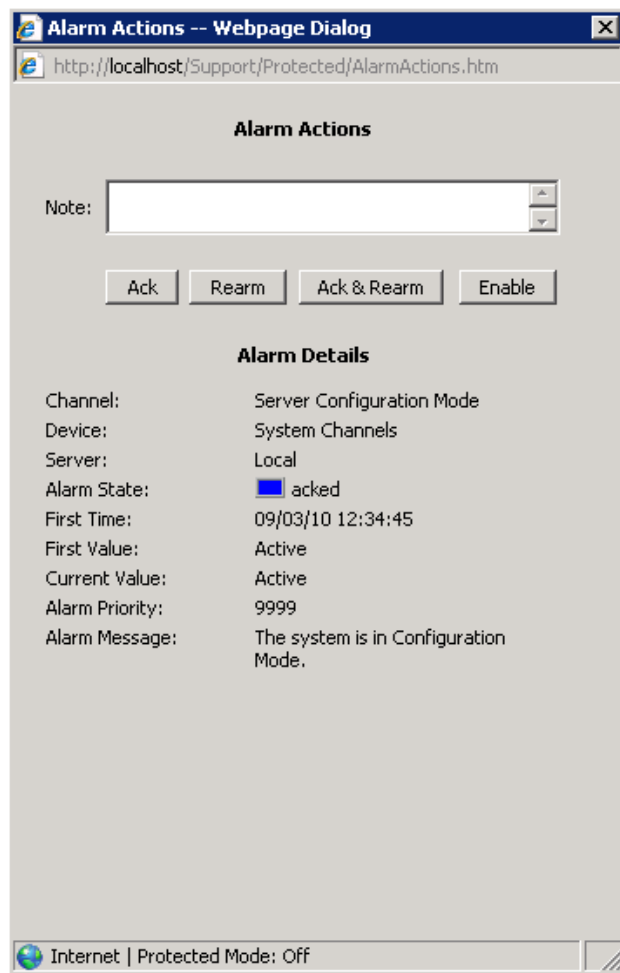 Alarm Actions -- Webpage Dialog
http://localhost/Support/Protected/AlarmActions.htm
Alarm Actions
Note:
Ack Rearm Ack & Rearm Enable
Alarm Details
Channel: Server Configuration Mode
Device: System Channels
Server: Local
Alarm State: acked
First Time: 09/03/10 12:34:45
First Value: Active
Current Value: Active
Alarm Priority: 9999
Alarm Message: The system is in Configuration
Mode.
Internet | Protected Mode: Off